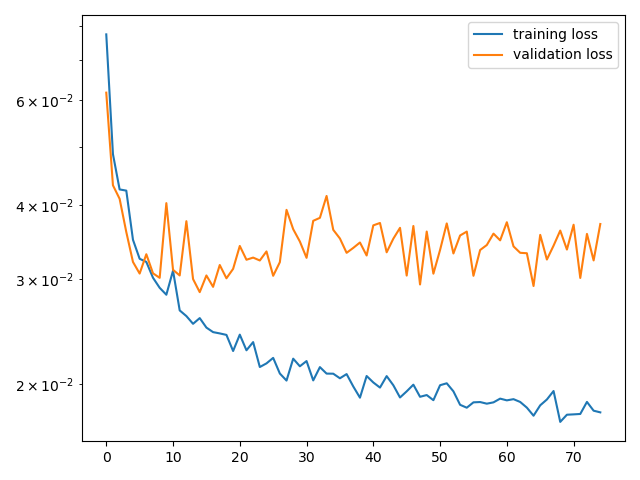 training loss
validation loss
6 × 10⁻²
4 × 10⁻²
3 × 10⁻²
2 × 10⁻²
0 10 20 30 40 50 60 70